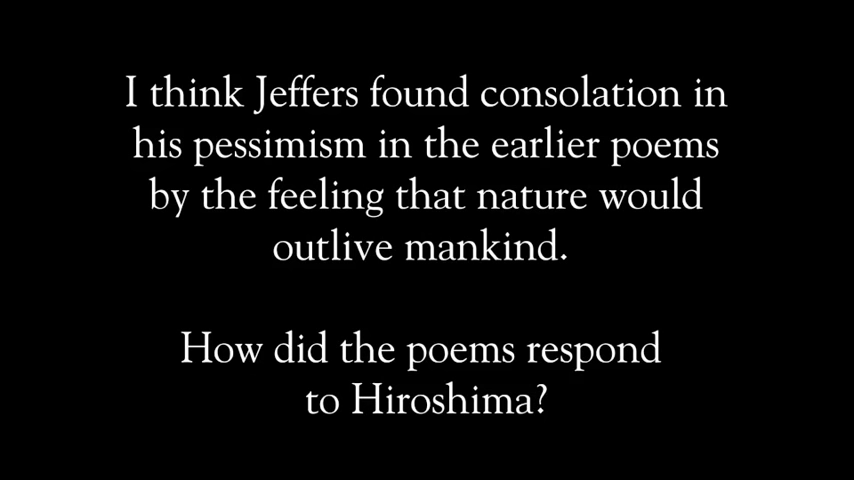 I think Jeffers found consolation in
his pessimism in the earlier poems
by the feeling that nature would
outlive mankind.
How did the poems respond
to Hiroshima?